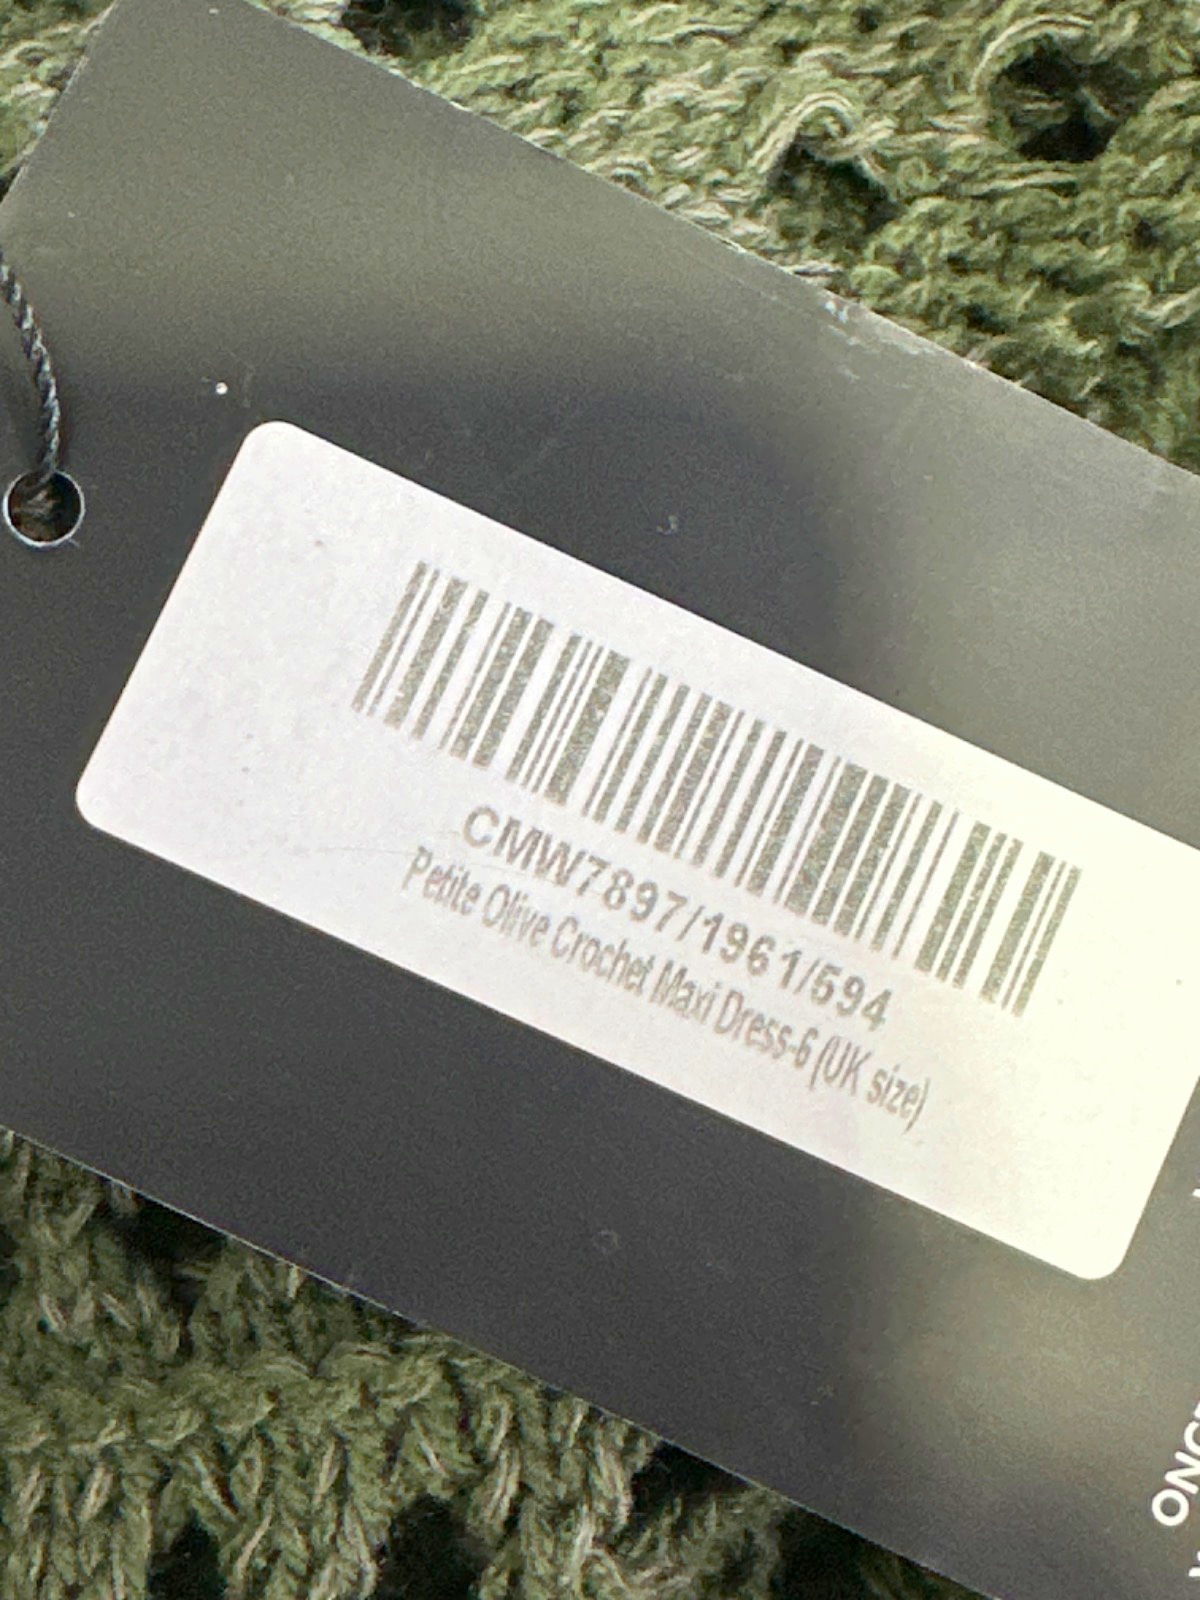 CMW7897/1961/594
Petite Olive Crochet Maxi Dress-6 (UK size)